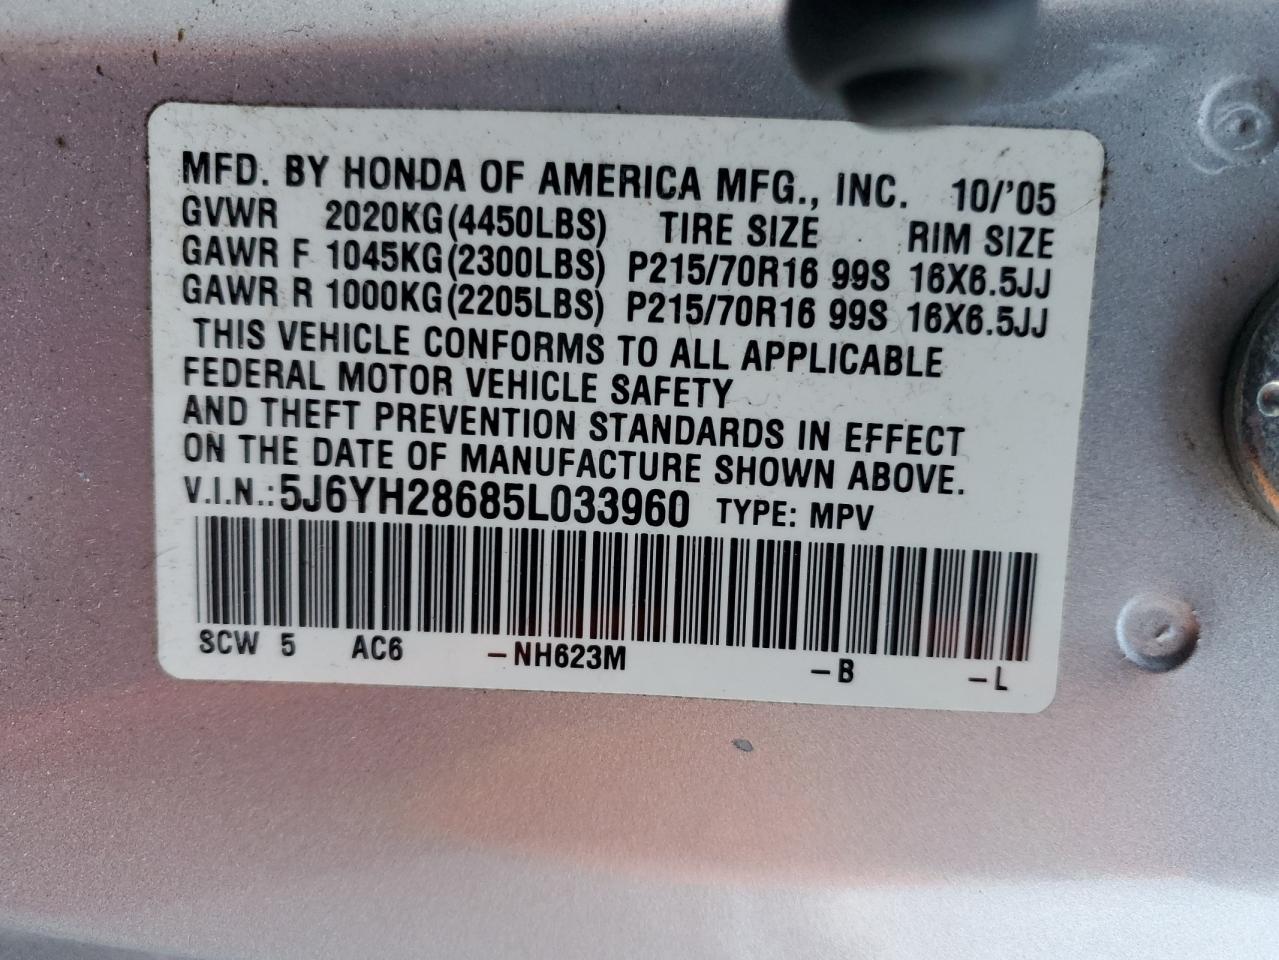 MFD. BY HONDA OF AMERICA MFG., INC. 10/'05
GVWR 2020KG(4450LBS) TIRE SIZE RIM SIZE
GAWR F 1045KG(2300LBS) P215/70R16 99S 16X6.5JJ
GAWR R 1000KG(2205LBS) P215/70R16 99S 16X6.5JJ
THIS VEHICLE CONFORMS TO ALL APPLICABLE
FEDERAL MOTOR VEHICLE SAFETY
AND THEFT PREVENTION STANDARDS IN EFFECT
ON THE DATE OF MANUFACTURE SHOWN ABOVE.
V.I.N.:5J6YH28685L033960 TYPE: MPV
SCW 5 AC6 –NH623M –B –L